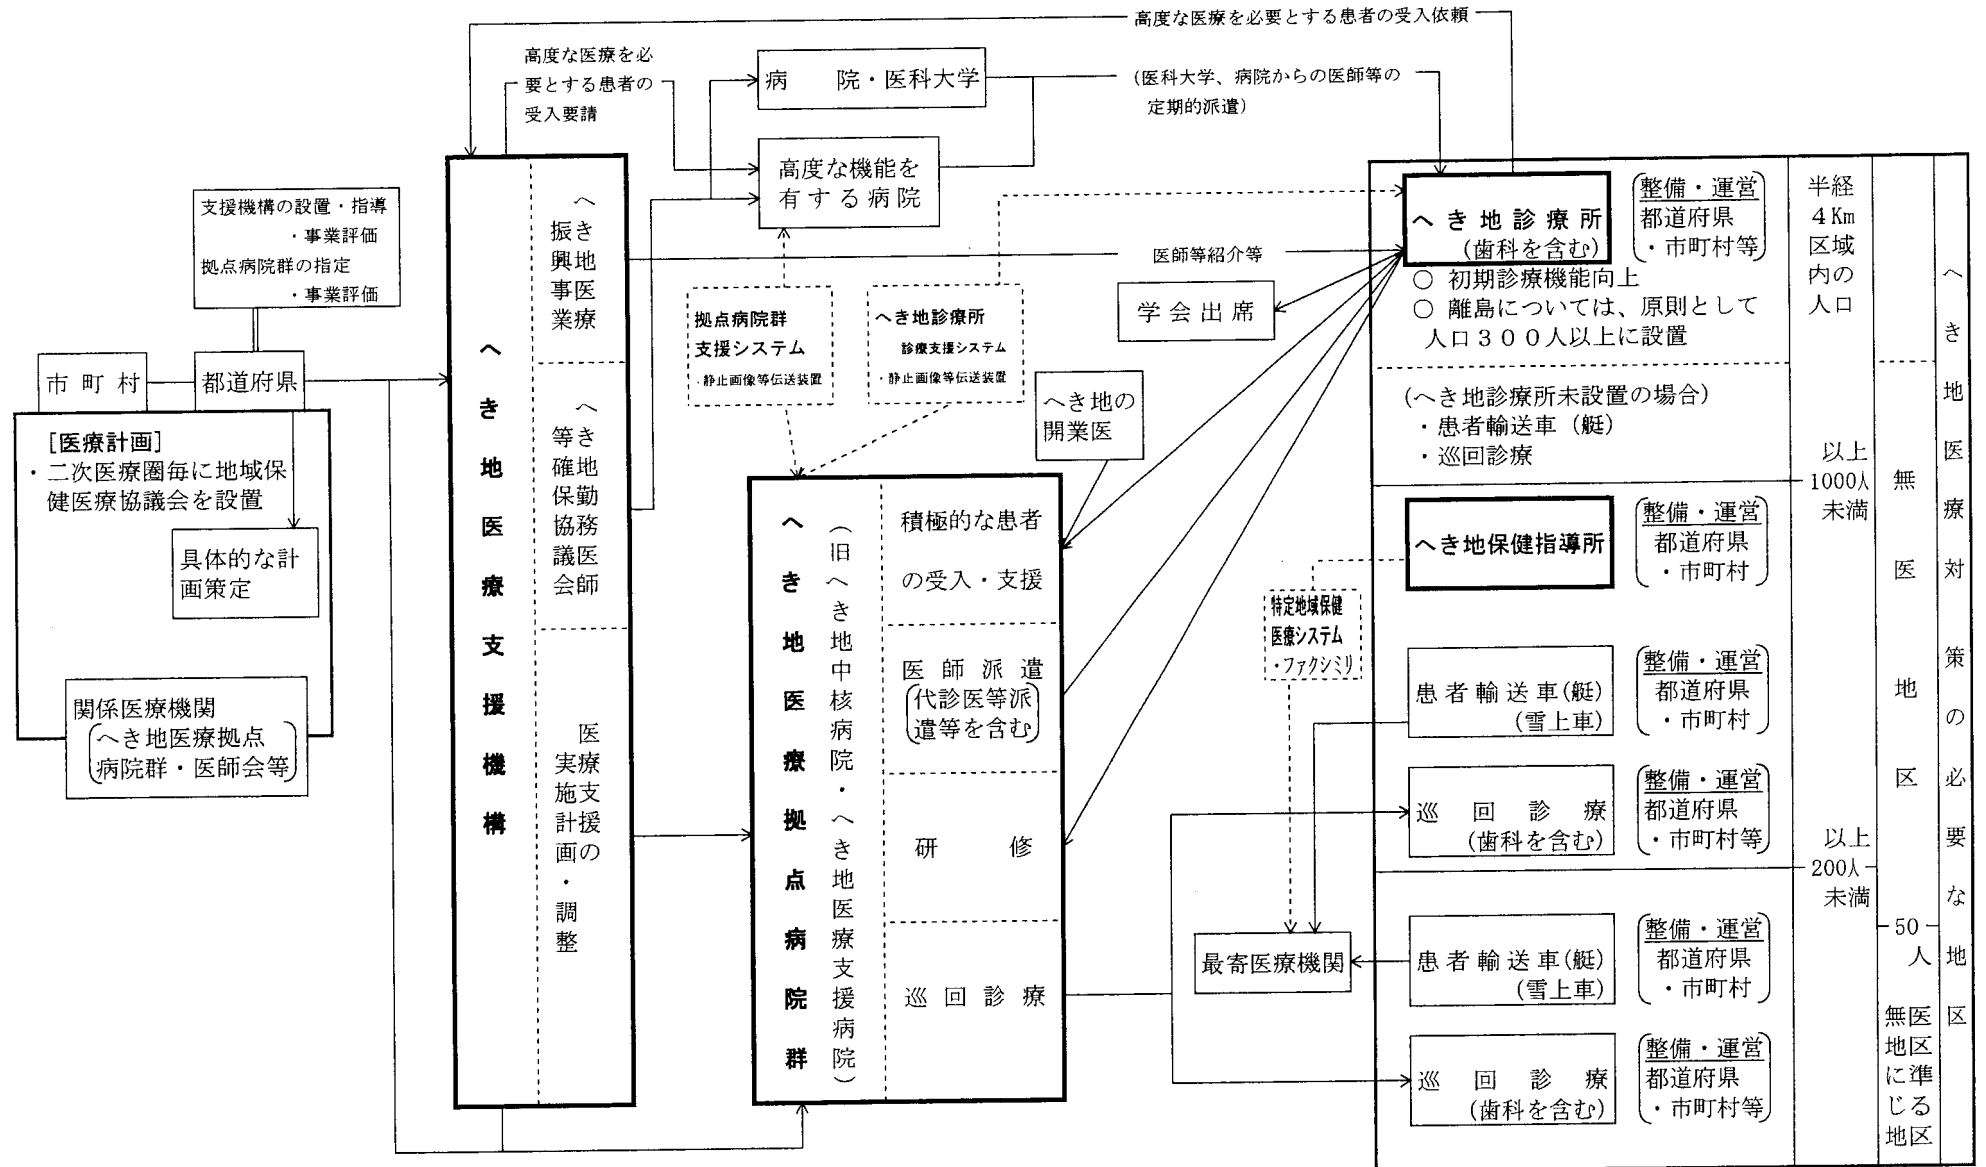 高度な医療を必要とする患者の受入依頼
高度な医療を必
要とする患者の
受入要請
病　院・医科大学
(医科大学、病院からの医師等の
定期的派遣)
高度な機能を
有する病院
支援機構の設置・指導
・事業評価
拠点病院群の指定
・事業評価
市町村
都道府県
[医療計画]
・二次医療圏毎に地域保
健医療協議会を設置
具体的な計
画策定
関係医療機関
へき地医療拠点
病院群・医師会等
へき地医療支援機構
へき地医療
振興事業
へき地勤務医師
等確保協議会
医療支援の
実施計画・調整
医師等紹介等
学会出席
拠点病院群
支援システム
・静止画像等伝送装置
へき地診療所
診療支援システム
・静止画像等伝送装置
へき地の
開業医
へき地医療拠点病院群
(旧へき地中核病院・へき地医療支援病院)
積極的な患者
の受入・支援
医師派遣
代診医等派
遣等を含む
研　修
巡回診療
へき地診療所
(歯科を含む)
整備・運営
都道府県
・市町村等
○ 初期診療機能向上
○ 離島については、原則として
人口３００人以上に設置
(へき地診療所未設置の場合)
・患者輸送車（艇）
・巡回診療
へき地保健指導所
整備・運営
都道府県
・市町村
特定地域保健
医療システム
・ファクシミリ
患者輸送車(艇)
(雪上車)
整備・運営
都道府県
・市町村
巡回診療
(歯科を含む)
整備・運営
都道府県
・市町村等
最寄医療機関
患者輸送車(艇)
(雪上車)
整備・運営
都道府県
・市町村
巡回診療
(歯科を含む)
整備・運営
都道府県
・市町村等
半経
４Km
区域
内の
人口
以上
1000人
未満
以上
200人
未満
無医地区
50
人
無医
地区
に準
じる
地区
へき地医療対策の必要な地区